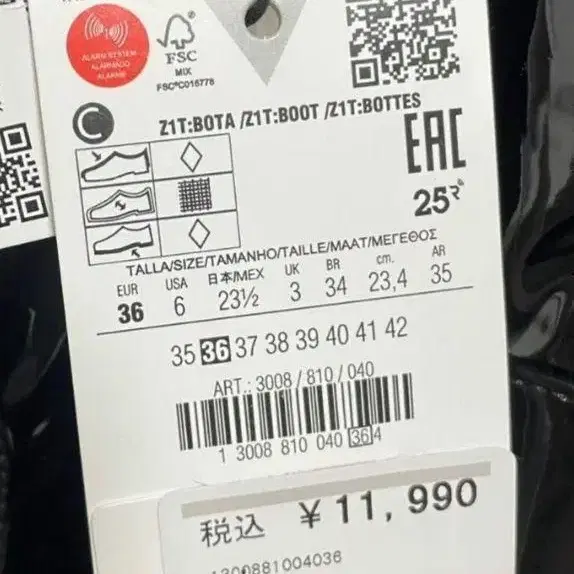 ALARM SYSTEM
ALARMADO
ALARME
FSC
MIX
FSC®C015778
C
Z1T:BOTA /Z1T:BOOT /Z1T:BOTTES
EAC
25
TALLA/SIZE/TAMANHO/TAILLE/MAAT/ΜΕΓΕΘΟΣ
EUR USA 日本/MEX UK BR cm. AR
36 6 23½ 3 34 23,4 35
35 36 37 38 39 40 41 42
ART.: 3008/810/040
1 3008 810 040 36 4
税込 ¥11,990
1300881004036